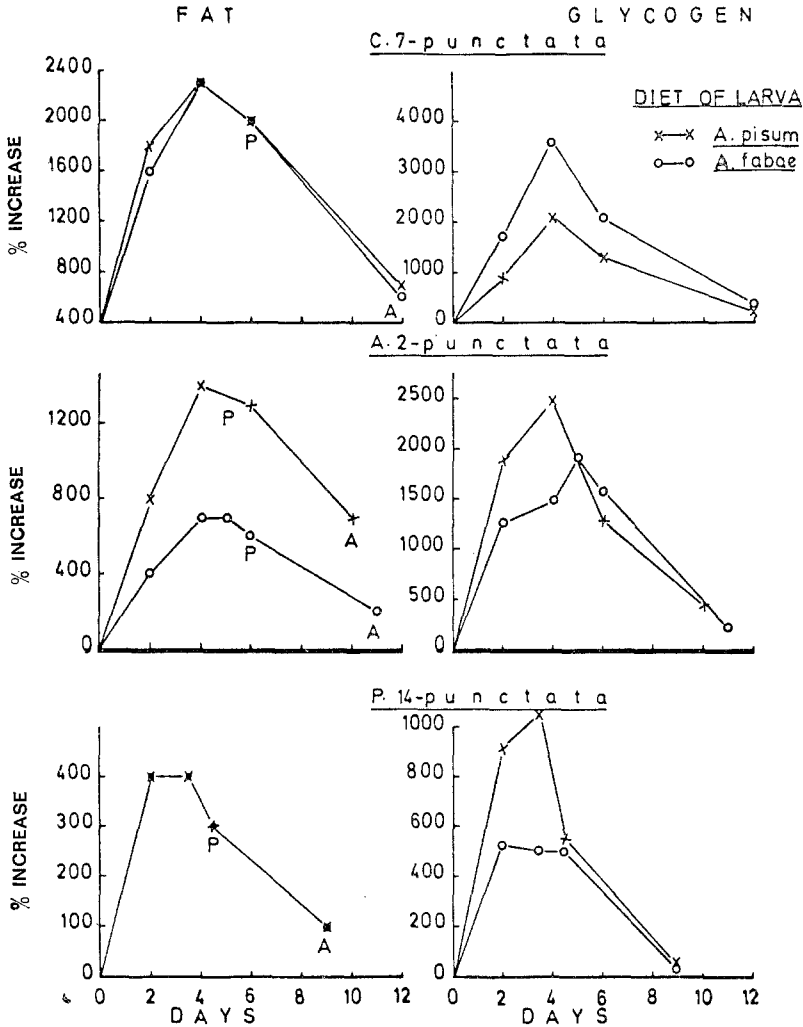 FAT
GLYCOGEN
C.7-punctata
% INCREASE
2400
2000
1600
1200
800
400
P
A
4000
3000
2000
1000
0
DIET OF LARVA
x—x A. pisum
o—o A. fabae
A.2-punctata
% INCREASE
1200
800
400
0
P
A
P
A
2500
2000
1500
1000
500
0
P.14-punctata
% INCREASE
400
300
200
100
0
P
A
0 2 4 6 8 10 12
DAYS
1000
800
600
400
200
0
0 2 4 6 8 10 12
DAYS